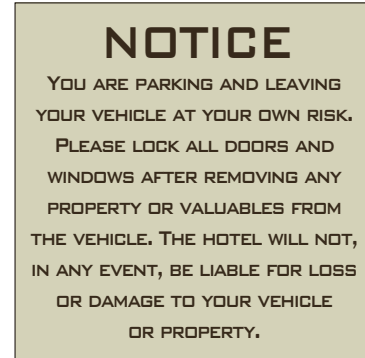 NOTICE
YOU ARE PARKING AND LEAVING
YOUR VEHICLE AT YOUR OWN RISK.
PLEASE LOCK ALL DOORS AND
WINDOWS AFTER REMOVING ANY
PROPERTY OR VALUABLES FROM
THE VEHICLE. THE HOTEL WILL NOT,
IN ANY EVENT, BE LIABLE FOR LOSS
OR DAMAGE TO YOUR VEHICLE
OR PROPERTY.